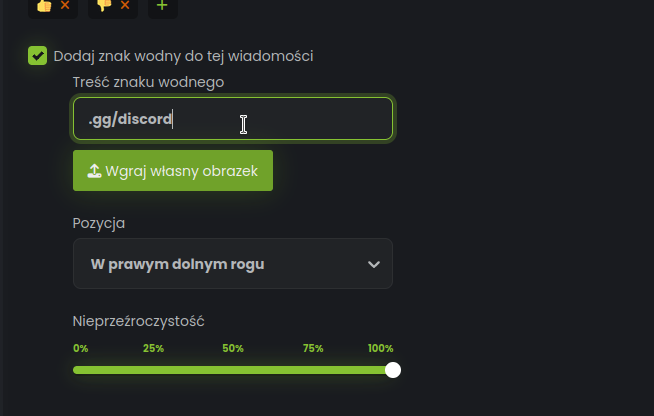 Dodaj znak wodny do tej wiadomości
Treść znaku wodnego
.gg/discord
Wgraj własny obrazek
Pozycja
W prawym dolnym rogu
Nieprzeźroczystość
0% 25% 50% 75% 100%